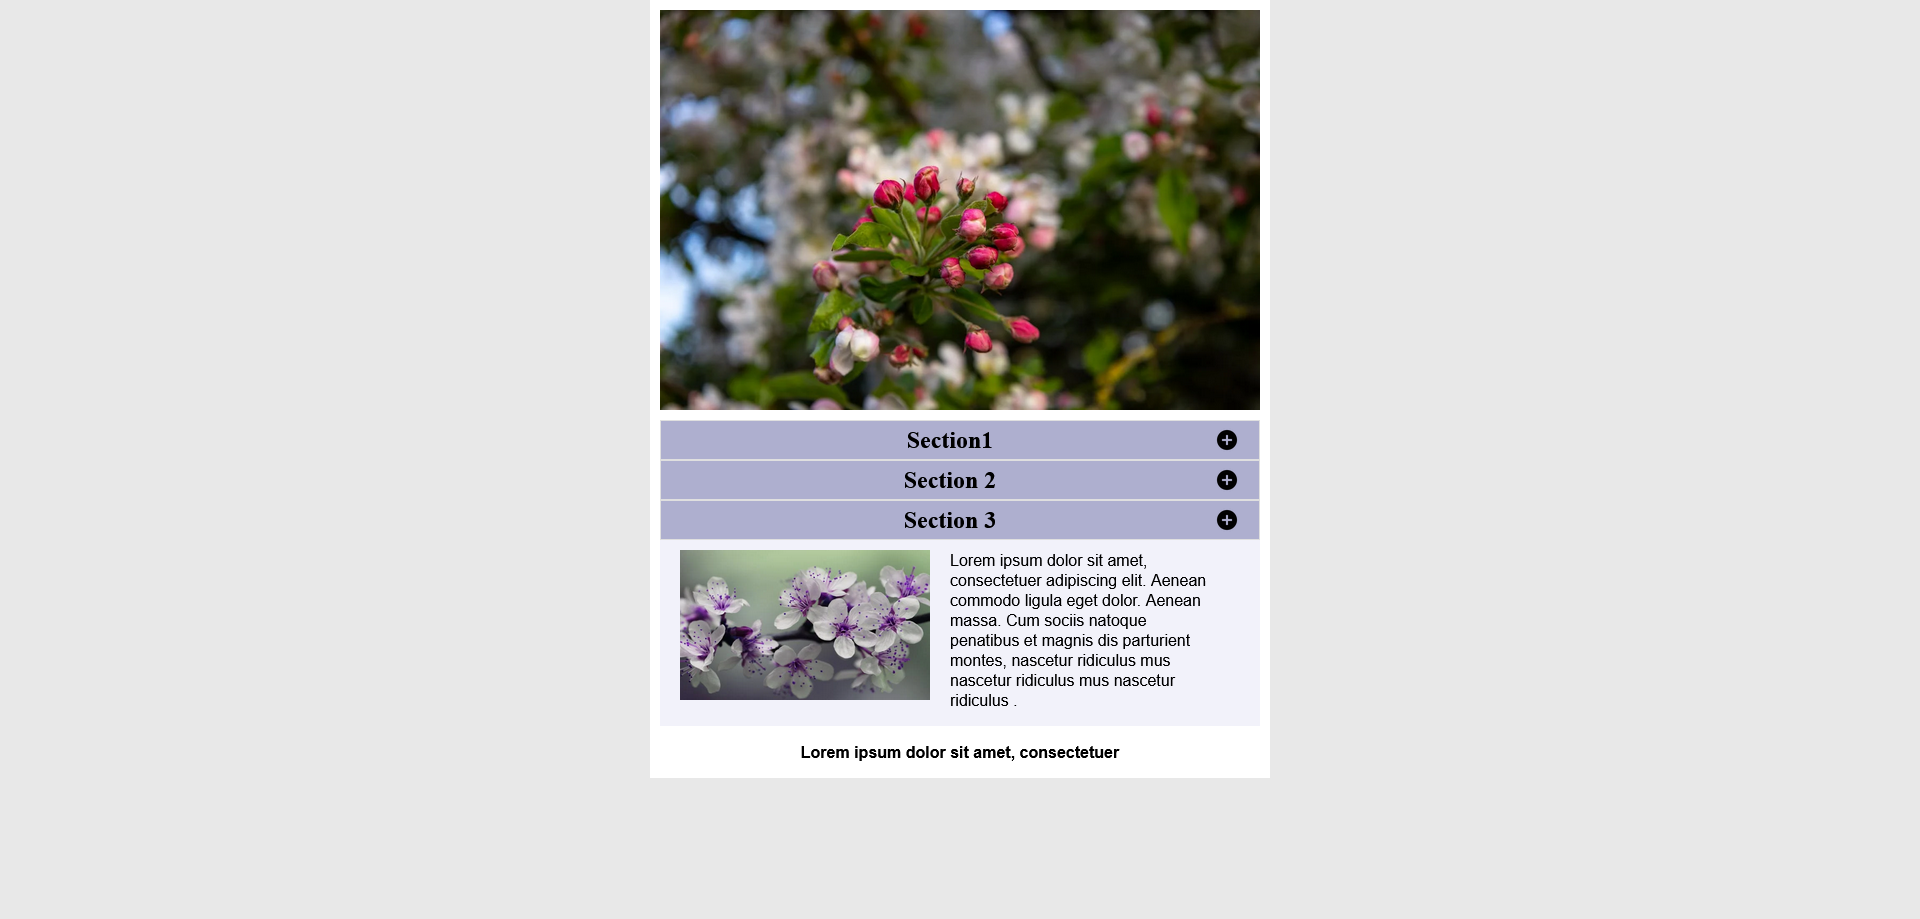 Section1
Section 2
Section 3
Lorem ipsum dolor sit amet,
consectetuer adipiscing elit. Aenean
commodo ligula eget dolor. Aenean
massa. Cum sociis natoque
penatibus et magnis dis parturient
montes, nascetur ridiculus mus
nascetur ridiculus mus nascetur
ridiculus .
Lorem ipsum dolor sit amet, consectetuer